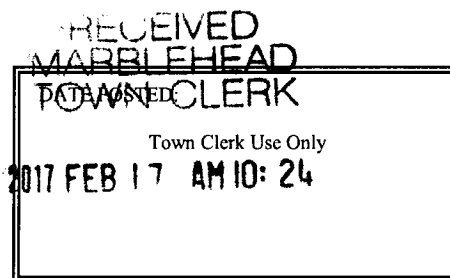 RECEIVED
MARBLEHEAD
TOWN CLERK
DATE POSTED:
Town Clerk Use Only
2017 FEB 17 AM 10: 24